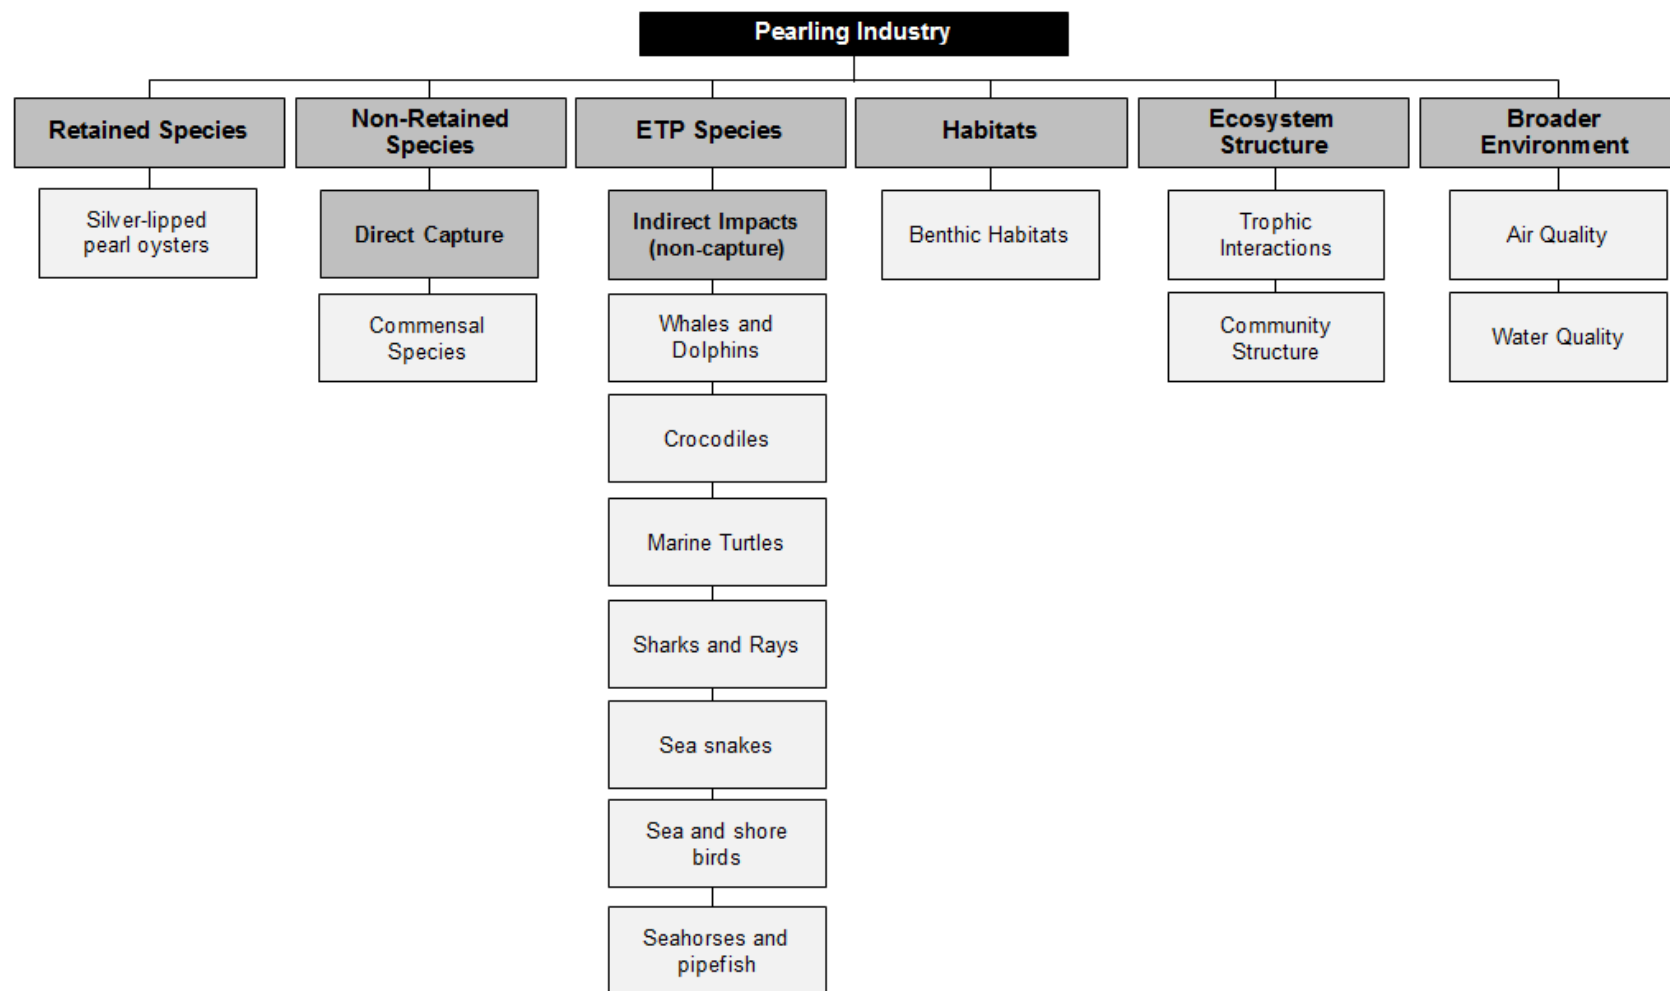 Pearling Industry
Retained Species
Non-Retained
Species
ETP Species
Habitats
Ecosystem
Structure
Broader
Environment
Silver-lipped
pearl oysters
Direct Capture
Indirect Impacts
(non-capture)
Benthic Habitats
Trophic
Interactions
Air Quality
Commensal
Species
Whales and
Dolphins
Community
Structure
Water Quality
Crocodiles
Marine Turtles
Sharks and Rays
Sea snakes
Sea and shore
birds
Seahorses and
pipefish